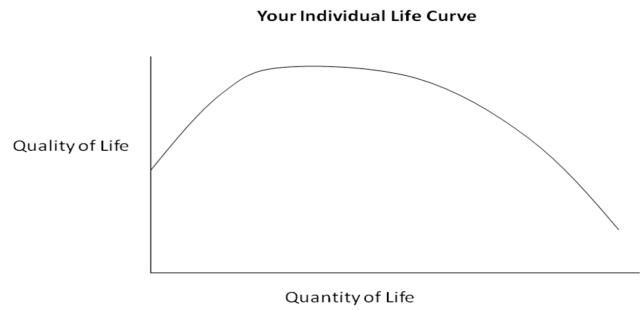 Your Individual Life Curve
Quality of Life
Quantity of Life